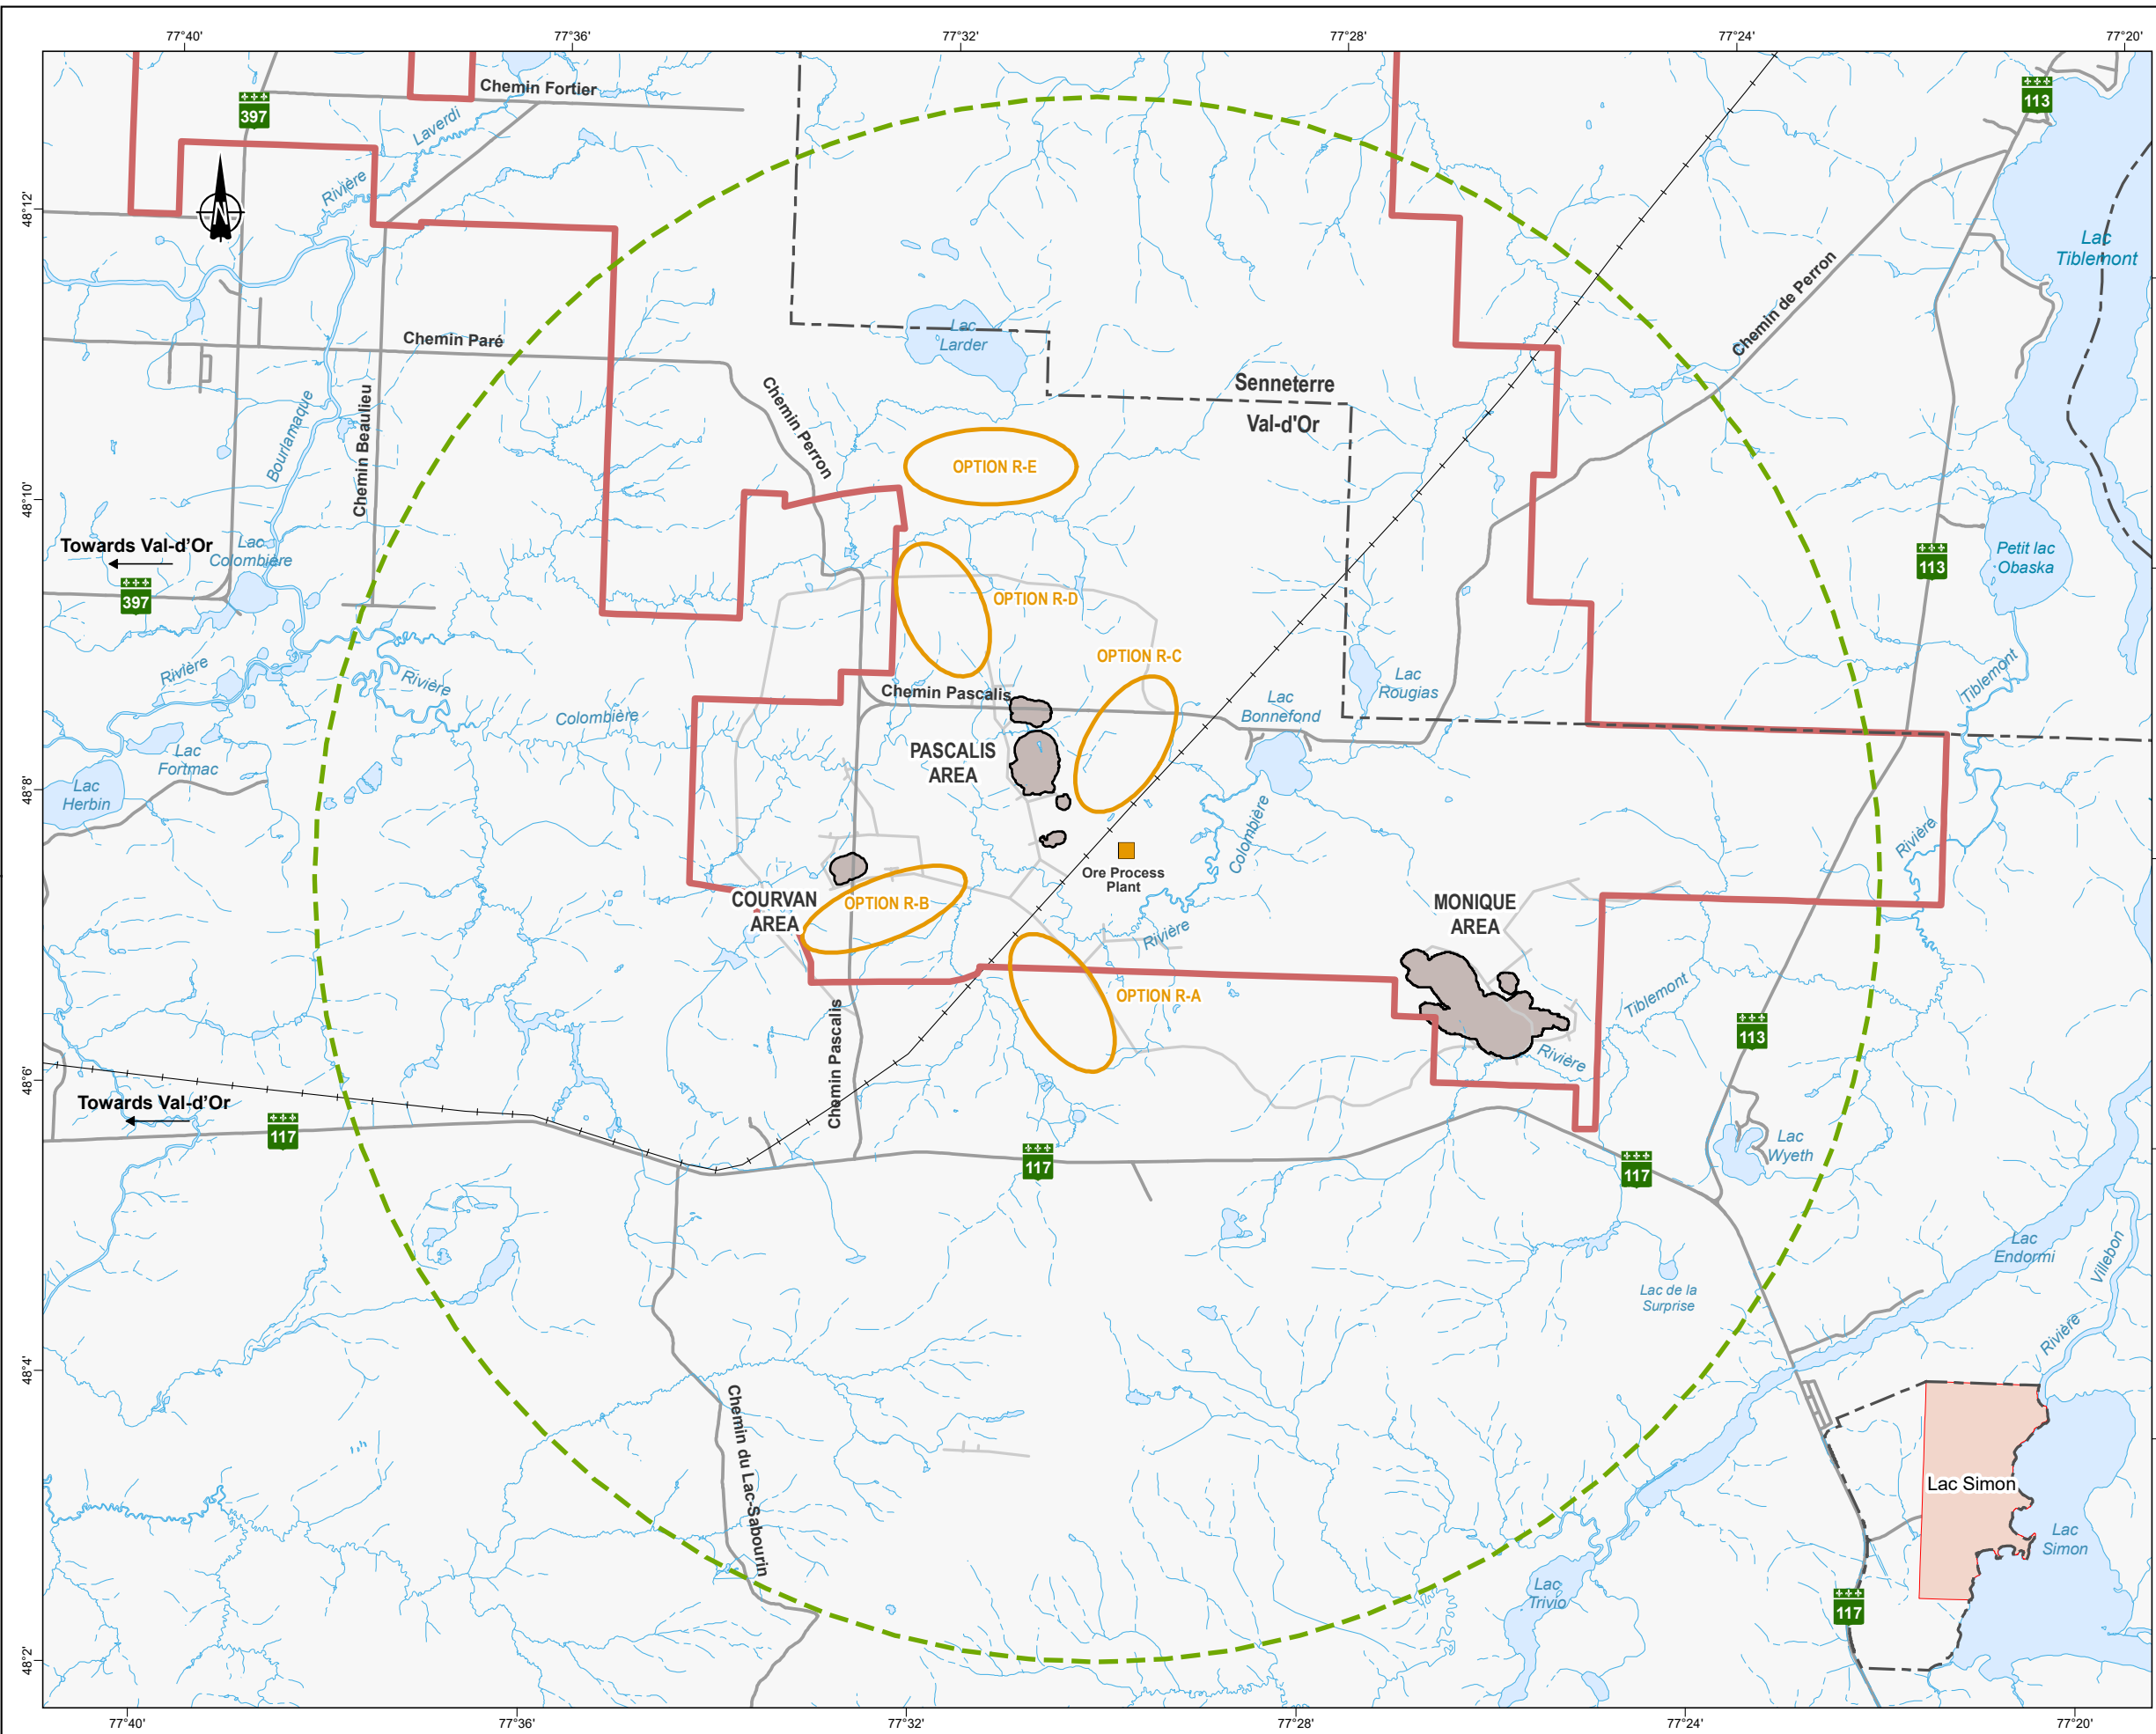 77°40'
77°36'
77°32'
77°28'
77°24'
77°20'
Chemin Fortier
397
113
Laverdi
Rivière
48°12'
N
Lac
Tiblemont
Chemin de Perron
Lac
Larder
Chemin Paré
Chemin Perron
Senneterre
Val-d'Or
Chemin Beaulieu
Bourlamaque
OPTION R-E
48°10'
Towards Val-d'Or
Lac
Colombière
397
113
Petit lac
Obaska
OPTION R-D
OPTION R-C
Rivière
Rivière
Colombière
Chemin Pascalis
Lac
Rougias
Lac
Bonnefond
Tiblemont
PASCALIS
AREA
Lac
Fortmac
Lac
Herbin
48°8'
Colombière
Rivière
Ore Process
Plant
COURVAN
AREA
OPTION R-B
MONIQUE
AREA
Rivière
OPTION R-A
Tiblemont
Rivière
113
Chemin Pascalis
48°6'
Towards Val-d'Or
117
117
117
Lac
Wyeth
Lac
Endormi
Villebon
Rivière
Lac de la
Surprise
48°4'
Chemin du Lac-Sabourin
Lac Simon
Lac
Simon
Lac
Trivio
117
48°2'
77°40'
77°36'
77°32'
77°28'
77°24'
77°20'